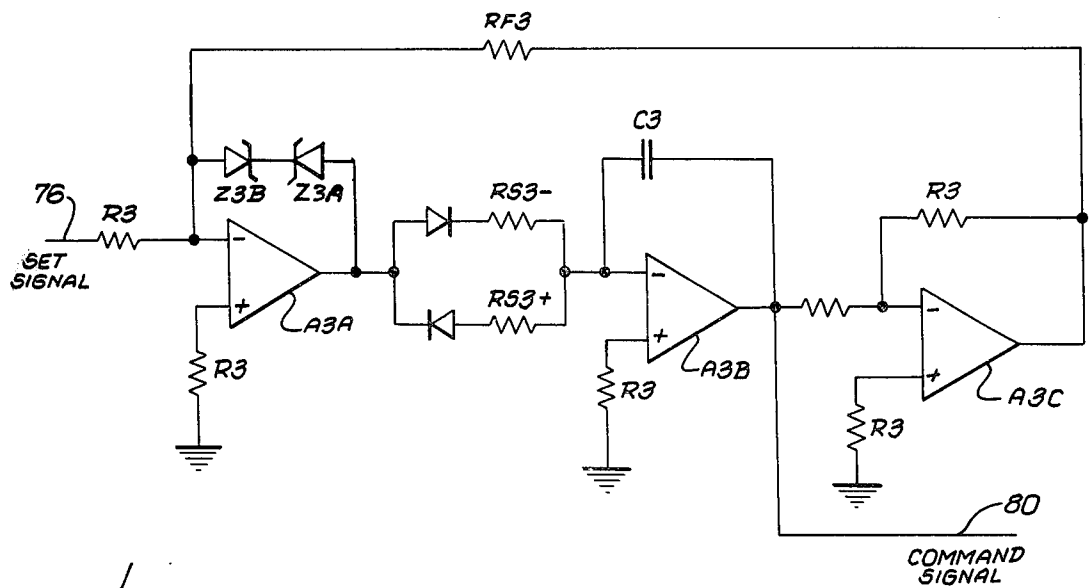 RF3
C3
Z3B
Z3A
76
R3
SET
SIGNAL
−
+
A3A
R3
RS3-
RS3+
−
+
A3B
R3
R3
−
+
A3C
R3
80
COMMAND
SIGNAL